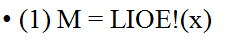 • (1) M = LIOE!(x)